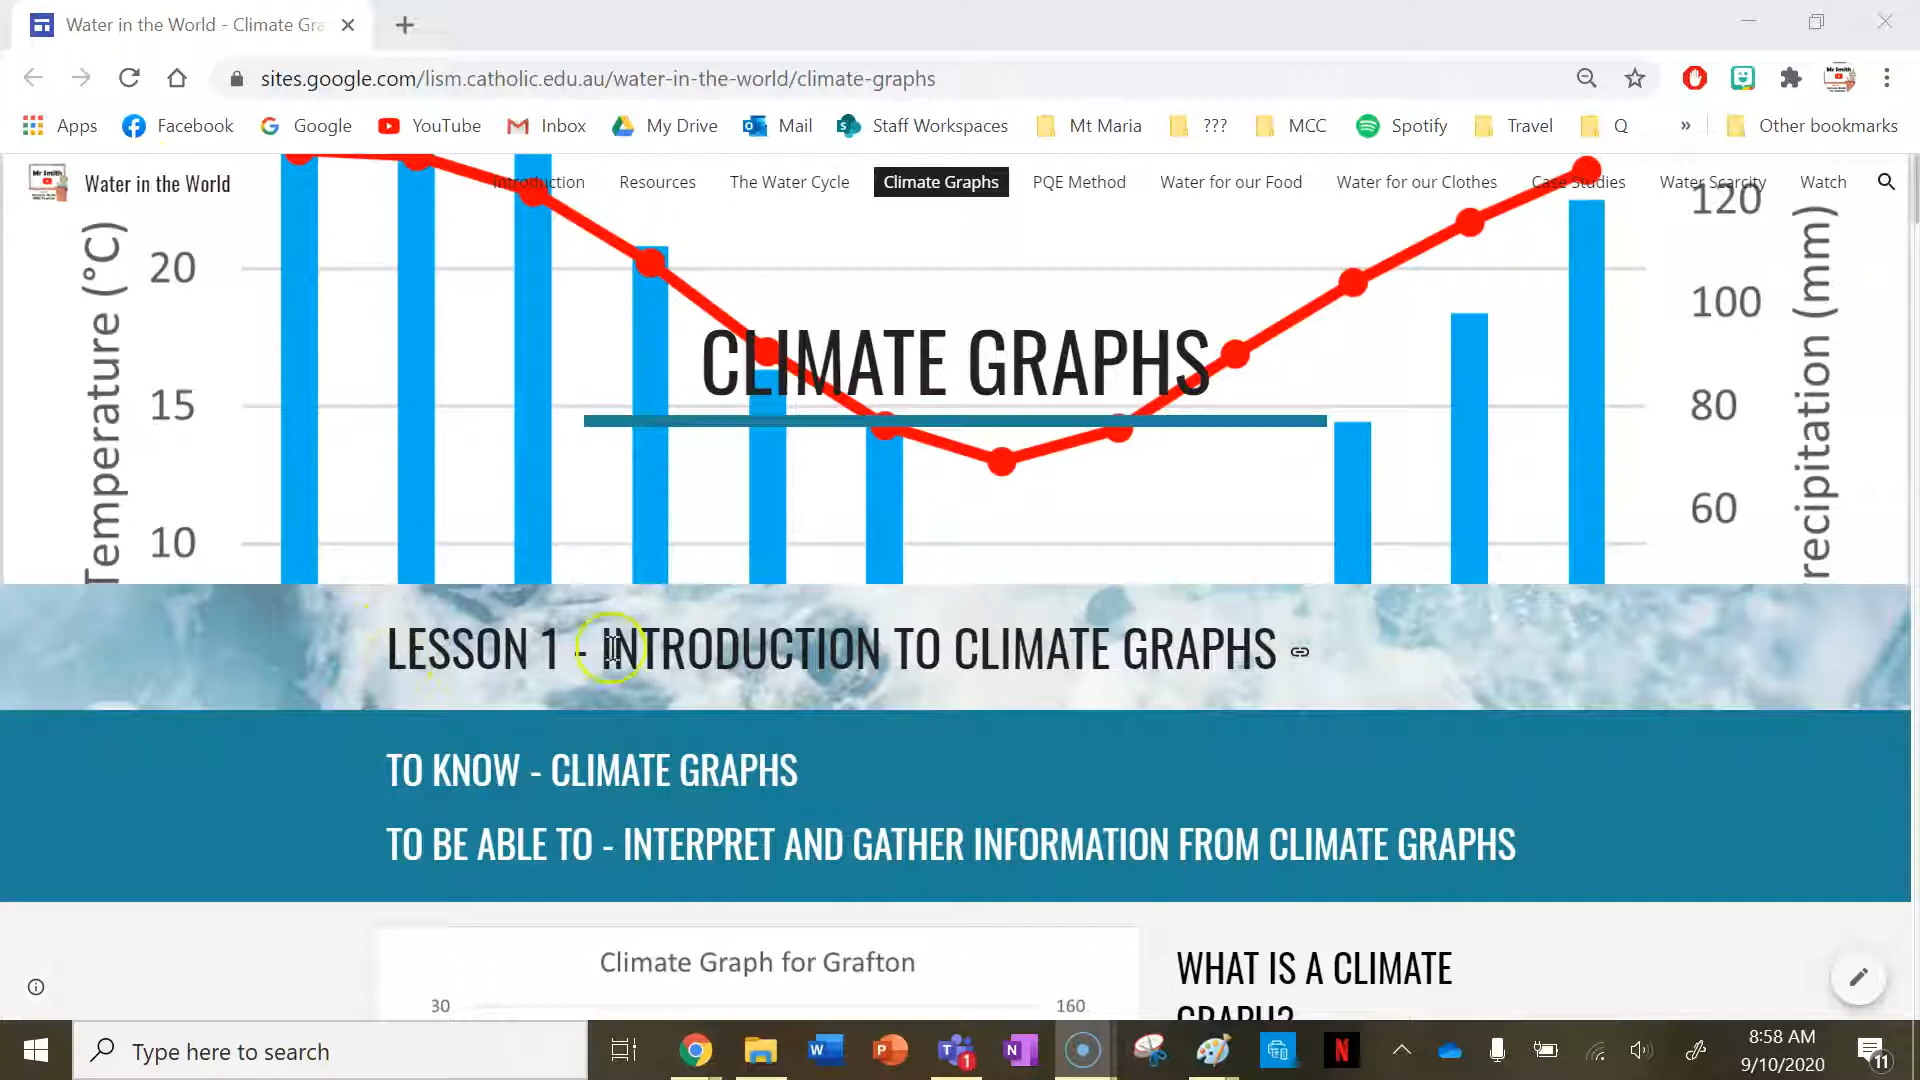 Water in the World - Climate Gra
sites.google.com/lism.catholic.edu.au/water-in-the-world/climate-graphs
Apps Facebook Google YouTube Inbox My Drive Mail Staff Workspaces Mt Maria ??? MCC Spotify Travel Q » Other bookmarks
Water in the World Introduction Resources The Water Cycle Climate Graphs PQE Method Water for our Food Water for our Clothes Case Studies Water Scarcity Watch
Temperature (°C)
20
15
10
120
100
80
60
recipitation (mm)
CLIMATE GRAPHS
LESSON 1 - INTRODUCTION TO CLIMATE GRAPHS
TO KNOW - CLIMATE GRAPHS
TO BE ABLE TO - INTERPRET AND GATHER INFORMATION FROM CLIMATE GRAPHS
Climate Graph for Grafton
30 160
WHAT IS A CLIMATE
GRAPH?
Type here to search
8:58 AM
9/10/2020
11